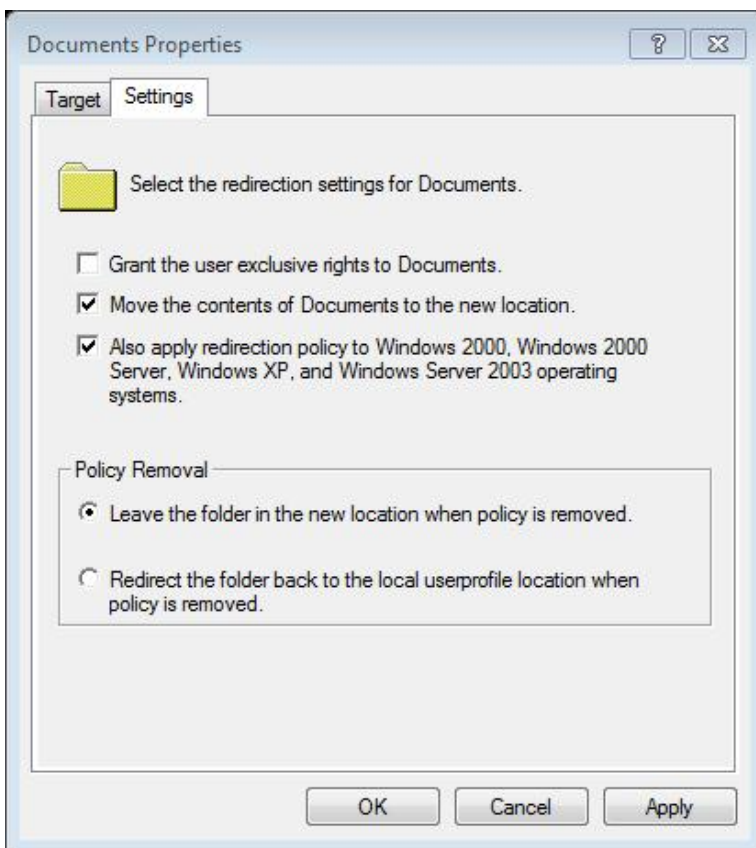 Documents Properties
Target
Settings
Select the redirection settings for Documents.
Grant the user exclusive rights to Documents.
Move the contents of Documents to the new location.
Also apply redirection policy to Windows 2000, Windows 2000
Server, Windows XP, and Windows Server 2003 operating
systems.
Policy Removal
Leave the folder in the new location when policy is removed.
Redirect the folder back to the local userprofile location when
policy is removed.
OK
Cancel
Apply